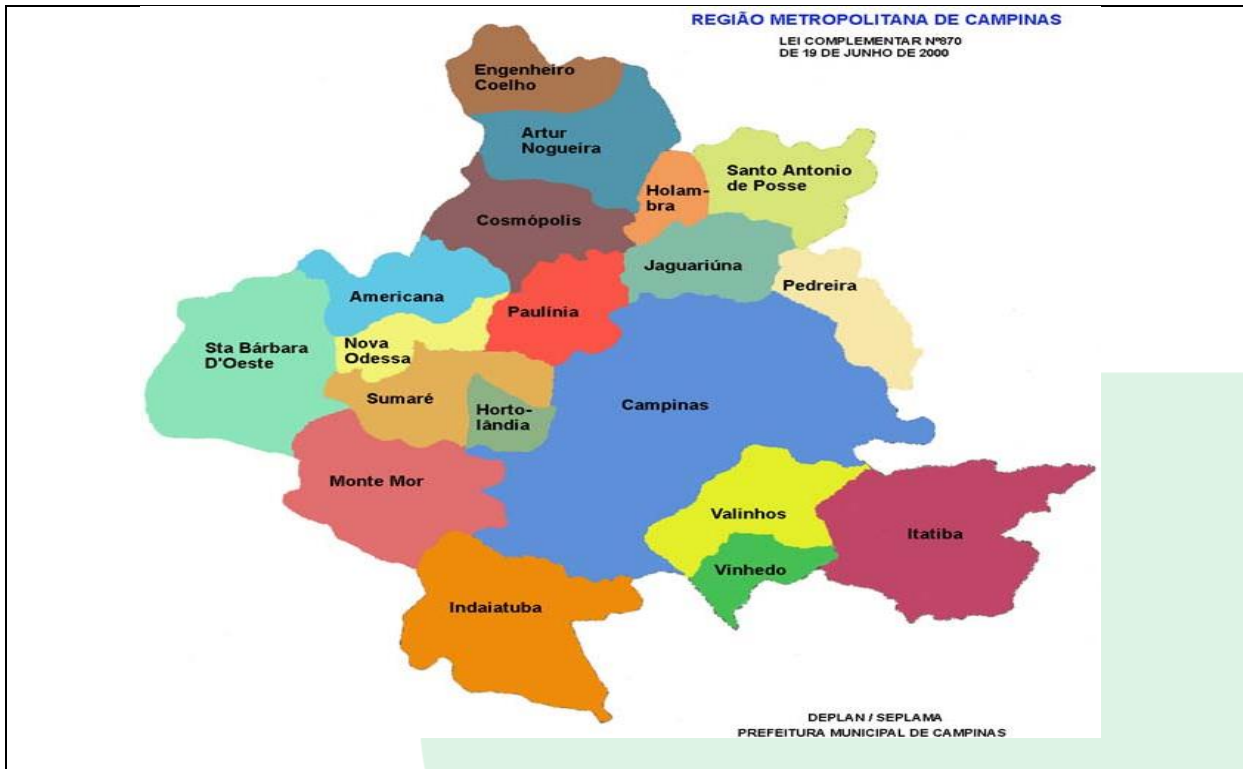 REGIÃO METROPOLITANA DE CAMPINAS
LEI COMPLEMENTAR Nº870
DE 19 DE JUNHO DE 2000
Engenheiro
Coelho
Artur
Nogueira
Santo Antonio
de Posse
Holam-
bra
Cosmópolis
Jaguariúna
Pedreira
Americana
Paulínia
Nova
Odessa
Sta Bárbara
D'Oeste
Sumaré
Horto-
lândia
Campinas
Monte Mor
Valinhos
Itatiba
Vinhedo
Indaiatuba
DEPLAN / SEPLAMA
PREFEITURA MUNICIPAL DE CAMPINAS